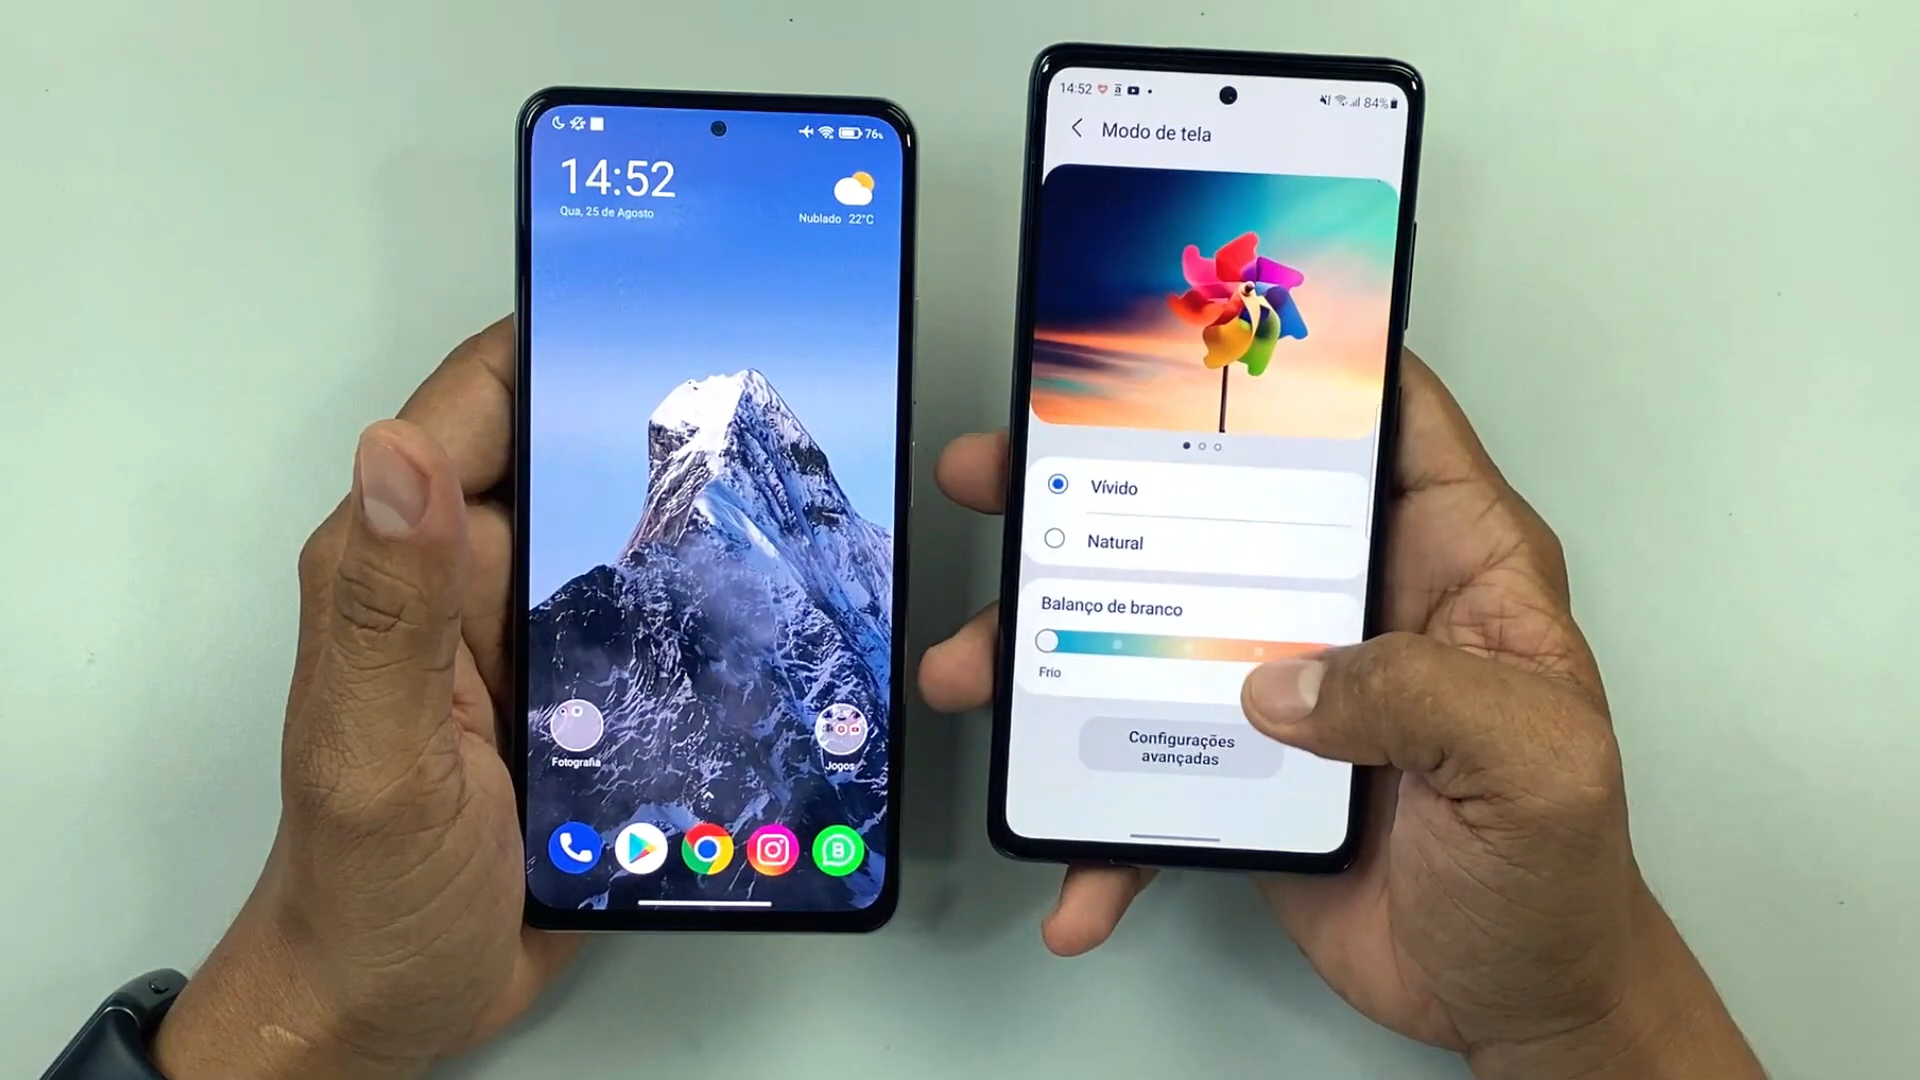 76%
14:52
Qua, 25 de Agosto
Nublado 22°C
Fotografia
Jogos
B
14:52
84%
Modo de tela
Vívido
Natural
Balanço de branco
Frio
Configurações
avançadas